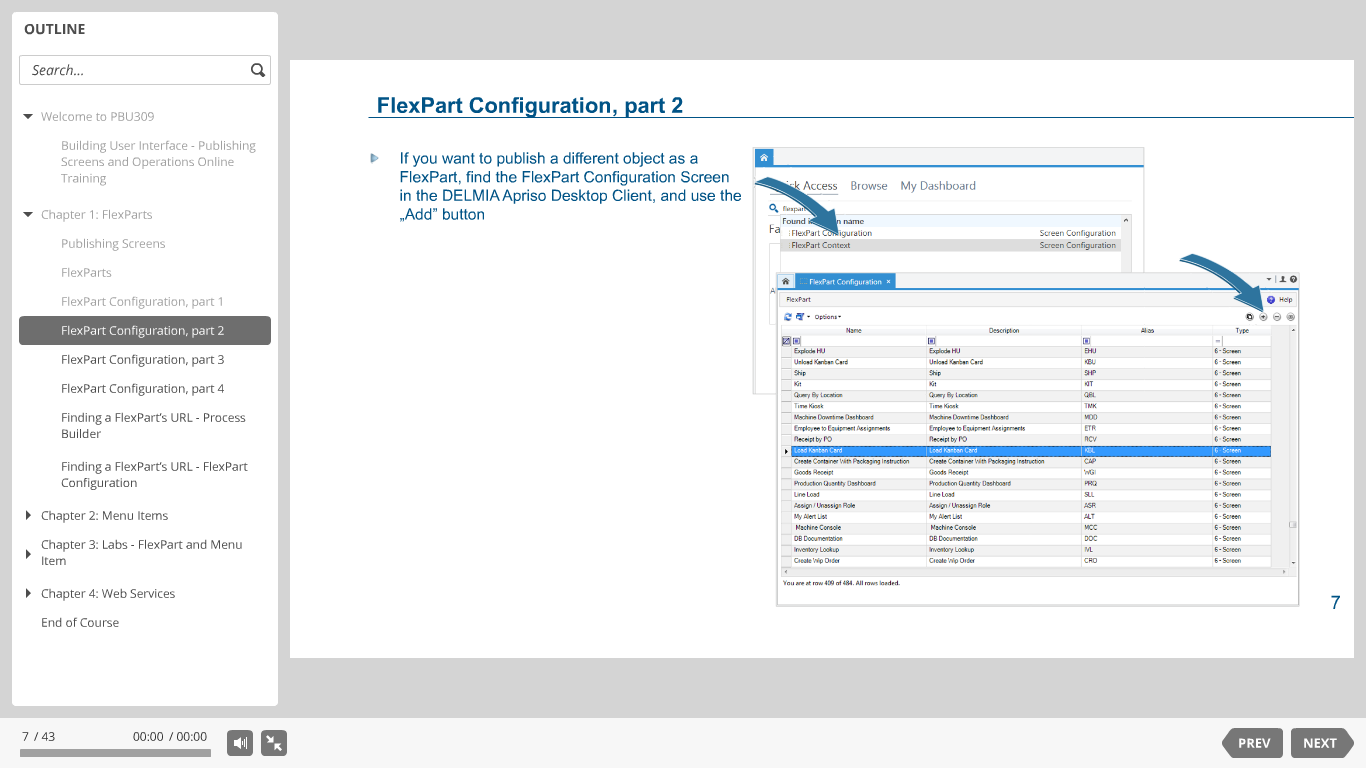 OUTLINE
Search...
Welcome to PBU309
Building User Interface - Publishing
Screens and Operations Online
Training
Chapter 1: FlexParts
Publishing Screens
FlexParts
FlexPart Configuration, part 1
FlexPart Configuration, part 2
FlexPart Configuration, part 3
FlexPart Configuration, part 4
Finding a FlexPart's URL - Process
Builder
Finding a FlexPart's URL - FlexPart
Configuration
Chapter 2: Menu Items
Chapter 3: Labs - FlexPart and Menu
Item
Chapter 4: Web Services
End of Course
FlexPart Configuration, part 2
If you want to publish a different object as a
FlexPart, find the FlexPart Configuration Screen
in the DELMIA Apriso Desktop Client, and use the
„Add” button
Access Browse My Dashboard
flexpart
name
FlexPart Configuration Screen Configuration
FlexPart Context Screen Configuration
FlexPart Configuration ×
FlexPart Help
Options
Name Description Alias Type
Explode HU Explode HU EHU 6 - Screen
Unload Kanban Card Unload Kanban Card KBU 6 - Screen
Ship Ship SHP 6 - Screen
Kit Kit KIT 6 - Screen
Query By Location Query By Location QBL 6 - Screen
Time Kiosk Time Kiosk TMK 6 - Screen
Machine Downtime Dashboard Machine Downtime Dashboard MDD 6 - Screen
Employee to Equipment Assignments Employee to Equipment Assignments ETR 6 - Screen
Receipt by PO Receipt by PO RCV 6 - Screen
Load Kanban Card Load Kanban Card KBL 6 - Screen
Create Container With Packaging Instruction Create Container With Packaging Instruction CAP 6 - Screen
Goods Receipt Goods Receipt WGI 6 - Screen
Production Quantity Dashboard Production Quantity Dashboard PRQ 6 - Screen
Line Load Line Load SLL 6 - Screen
Assign / Unassign Role Assign / Unassign Role ASR 6 - Screen
My Alert List My Alert List ALT 6 - Screen
Machine Console Machine Console MCC 6 - Screen
DB Documentation DB Documentation DOC 6 - Screen
Inventory Lookup Inventory Lookup IVL 6 - Screen
Create Wip Order Create Wip Order CRO 6 - Screen
You are at row 409 of 484. All rows loaded.
7
7 / 43 00:00 / 00:00
PREV NEXT